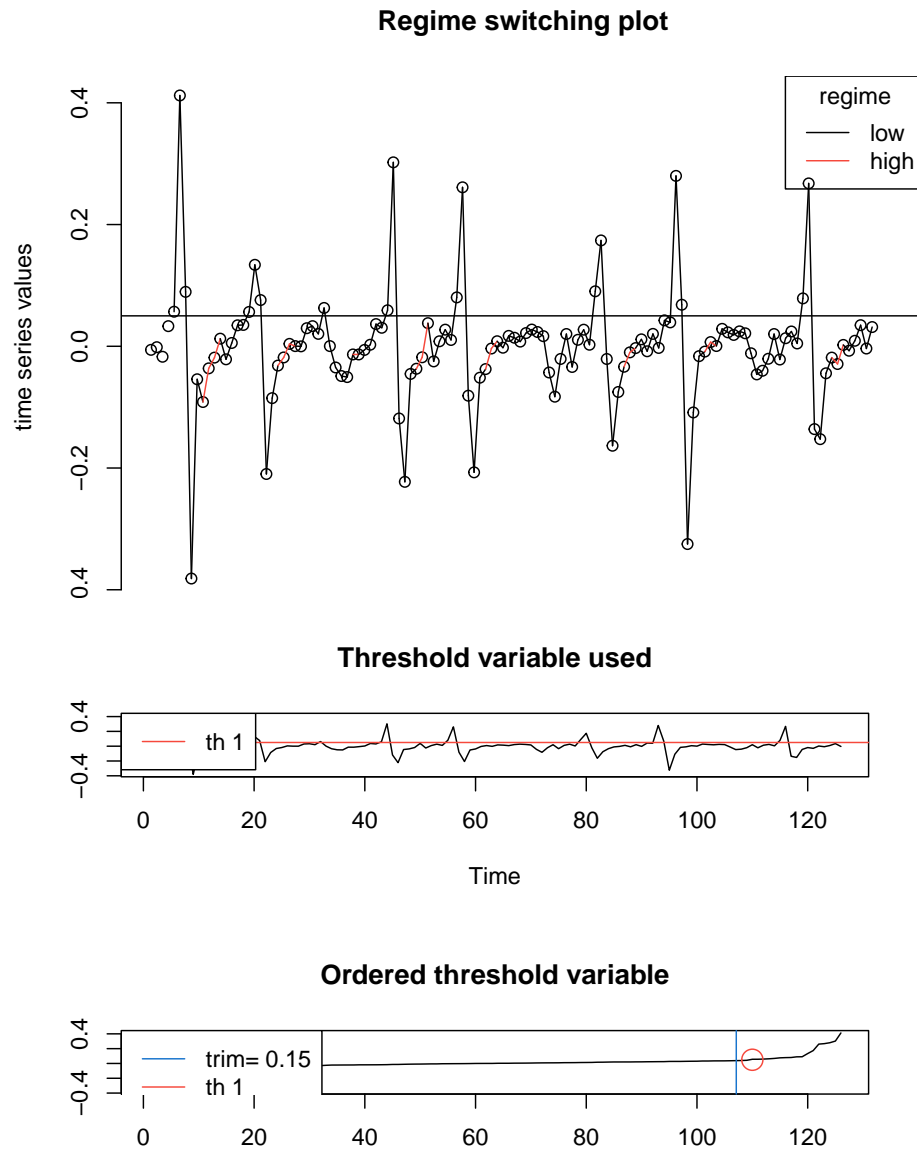 Regime switching plot
regime
low
high
time series values
0.4
0.2
0.0
−0.2
0.4
Threshold variable used
0.4
−0.4
th 1
0 20 40 60 80 100 120
Time
Ordered threshold variable
0.4
−0.4
trim= 0.15
th 1
0 20 40 60 80 100 120